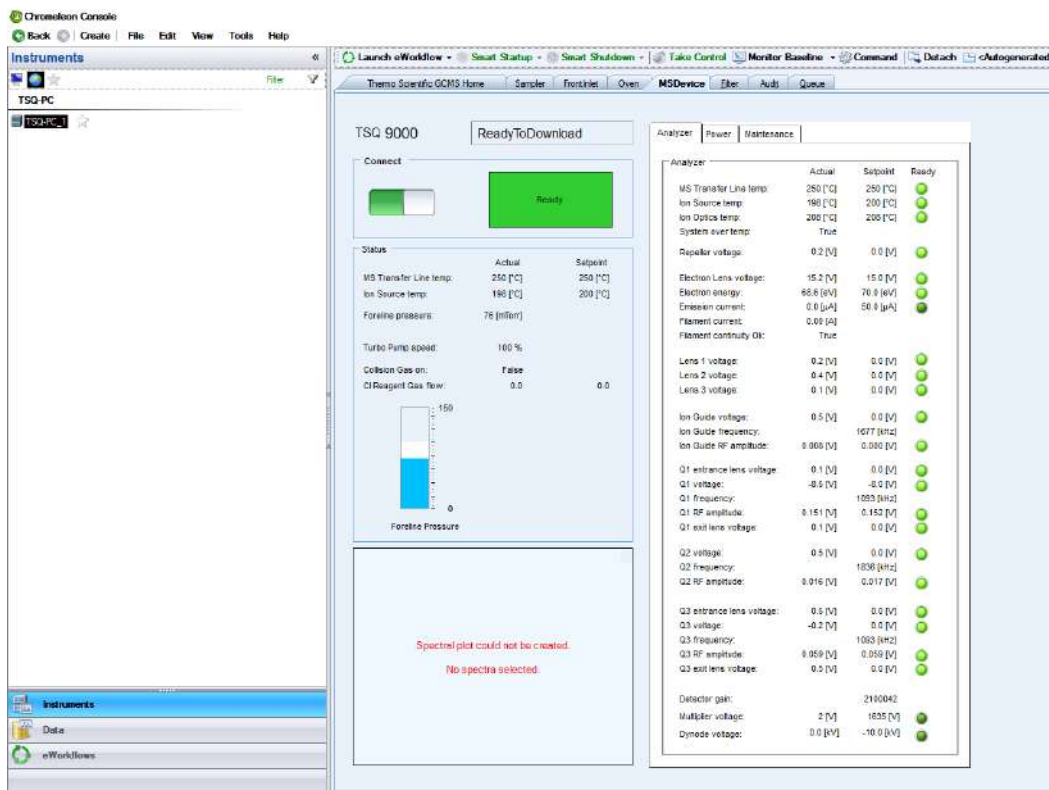 Chromeleon Console
Back Create File Edit View Tools Help
Instruments «
Launch eWorkflow Smart Startup Smart Shutdown Take Control Monitor Baseline Command Detach <Autogenerated
Filter
Thermo Scientific GCMS Home Sampler FrontInlet Oven MSDevice Filter Audit Queue
TSQ-PC
TSQ-PC_1
TSQ 9000 ReadyToDownload
Connect
Ready
Status
Actual Setpoint
MS Transfer Line temp: 250 [°C] 250 [°C]
Ion Source temp: 198 [°C] 200 [°C]
Foreline pressure: 76 [mTorr]
Turbo Pump speed: 100 %
Collision Gas on: False
CI Reagent Gas flow: 0.0 0.0
150
0
Foreline Pressure
Spectral plot could not be created.
No spectra selected.
Analyzer Power Maintenance
Analyzer
Actual Setpoint Ready
MS Transfer Line temp: 250 [°C] 250 [°C]
Ion Source temp: 198 [°C] 200 [°C]
Ion Optics temp: 208 [°C] 208 [°C]
System over temp: True
Repeller voltage: 0.2 [V] 0.0 [V]
Electron Lens voltage: 15.2 [V] 15.0 [V]
Electron energy: 68.6 [eV] 70.0 [eV]
Emission current: 0.0 [µA] 50.0 [µA]
Filament current: 0.00 [A]
Filament continuity Ok: True
Lens 1 voltage: 0.2 [V] 0.0 [V]
Lens 2 voltage: 0.4 [V] 0.0 [V]
Lens 3 voltage: 0.1 [V] 0.0 [V]
Ion Guide voltage: 0.5 [V] 0.0 [V]
Ion Guide frequency: 1677 [kHz]
Ion Guide RF amplitude: 0.068 [V] 0.000 [V]
Q1 entrance lens voltage: 0.1 [V] 0.0 [V]
Q1 voltage: -8.5 [V] -8.0 [V]
Q1 frequency: 1093 [kHz]
Q1 RF amplitude: 0.151 [V] 0.152 [V]
Q1 exit lens voltage: 0.1 [V] 0.0 [V]
Q2 voltage: 0.5 [V] 0.0 [V]
Q2 frequency: 1836 [kHz]
Q2 RF amplitude: 0.016 [V] 0.017 [V]
Q3 entrance lens voltage: 0.5 [V] 0.0 [V]
Q3 voltage: -0.2 [V] 0.0 [V]
Q3 frequency: 1093 [kHz]
Q3 RF amplitude: 0.059 [V] 0.059 [V]
Q3 exit lens voltage: 0.5 [V] 0.0 [V]
Detector gain: 2100042
Multiplier voltage: 2 [V] 1635 [V]
Dynode voltage: 0.0 [kV] -10.0 [kV]
Instruments
Data
eWorkflows